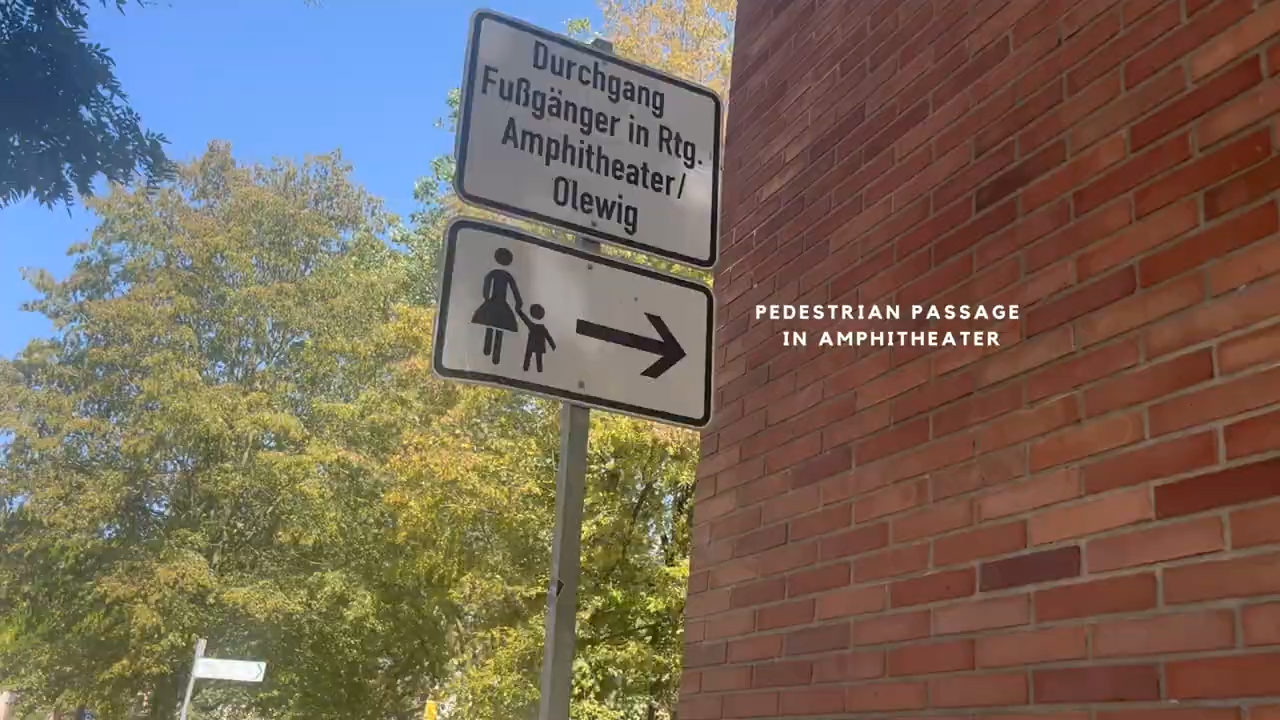 Durchgang
Fußgänger in Rtg.
Amphitheater/
Olewig
PEDESTRIAN PASSAGE
IN AMPHITHEATER